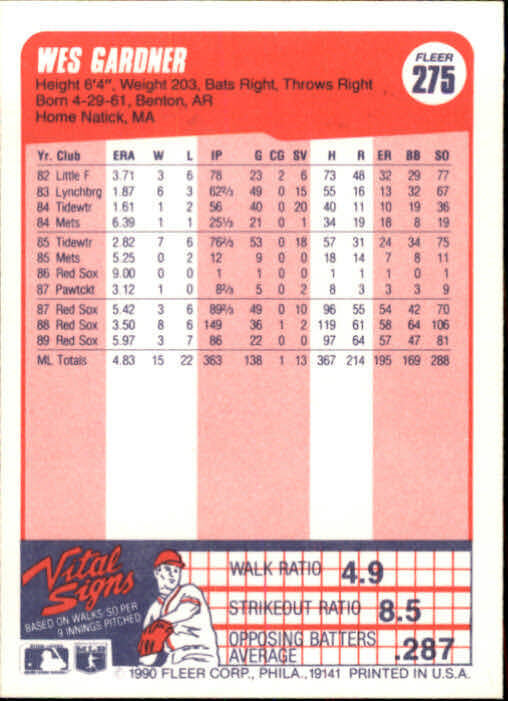 WES GARDNER
FLEER
275
Height 6'4", Weight 203, Bats Right, Throws Right
Born 4-29-61, Benton, AR
Home Natick, MA
Yr. Club ERA W L IP G CG SV H R ER BB SO
82 Little F 3.71 3 6 78 23 2 6 73 48 32 29 77
83 Lynchbrg 1.87 6 3 62⅔ 49 0 15 55 16 13 32 67
84 Tidewtr 1.61 1 2 56 40 0 20 40 11 10 19 36
84 Mets 6.39 1 1 25⅓ 21 0 1 34 19 18 8 19
85 Tidewtr 2.82 7 6 76⅔ 53 0 18 57 31 24 34 75
85 Mets 5.25 0 2 12 9 0 0 18 14 7 8 11
86 Red Sox 9.00 0 0 1 1 0 0 1 1 1 0 1
87 Pawtckt 3.12 1 0 8⅔ 5 0 2 8 3 3 3 9
87 Red Sox 5.42 3 6 89⅔ 49 0 10 96 55 54 42 70
88 Red Sox 3.50 8 6 149 36 1 2 119 61 58 64 106
89 Red Sox 5.97 3 7 86 22 0 0 97 64 57 47 81
ML Totals 4.83 15 22 363 138 1 13 367 214 195 169 288
Vital Signs
BASED ON WALKS/SO PER
9 INNINGS PITCHED
WALK RATIO 4.9
STRIKEOUT RATIO 8.5
OPPOSING BATTERS
AVERAGE .287
© 1990 FLEER CORP., PHILA., 19141 PRINTED IN U.S.A.